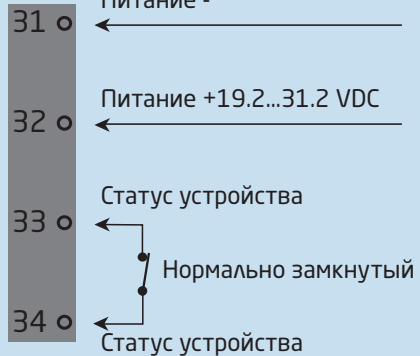 Питание -
31
Питание +19.2...31.2 VDC
32
Статус устройства
33
Нормально замкнутый
34
Статус устройства